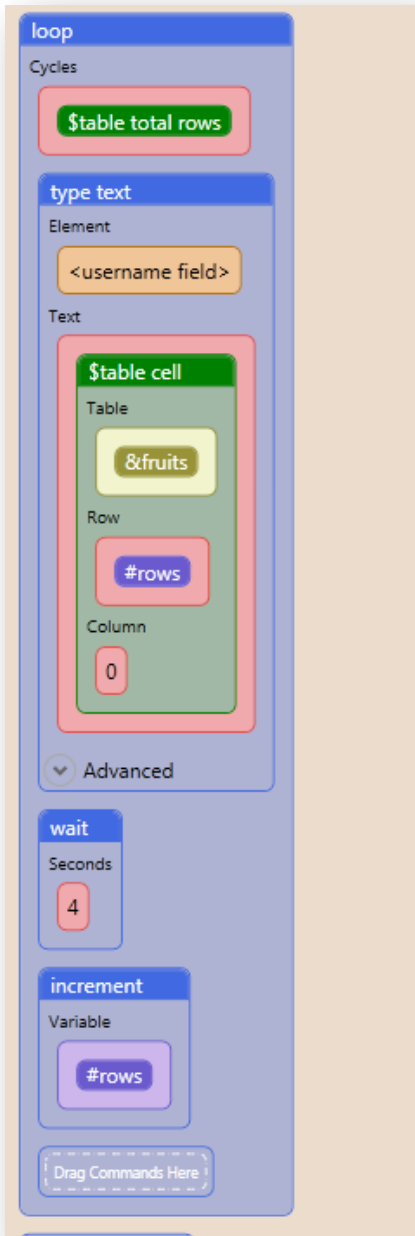 loop
Cycles
$table total rows
type text
Element
<username field>
Text
$table cell
Table
&fruits
Row
#rows
Column
0
Advanced
wait
Seconds
4
increment
Variable
#rows
Drag Commands Here